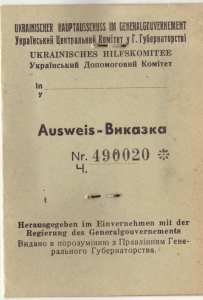 UKRAINISCHER HAUPTAUSSCHUSS IM GENERALGOUVERNEMENT
Український Центральний Комітет у Г. Губернаторстві
UKRAINISCHES HILFSKOMITEE
Український Допомоговий Комітет
in
у
Ausweis - Виказка
Nr. 490020
Ч.
Herausgegeben im Einvernehmen mit der
Regierung des Generalgouvernements
Видано в порозумінню з Правлінням Гене-
рального Губернаторства.